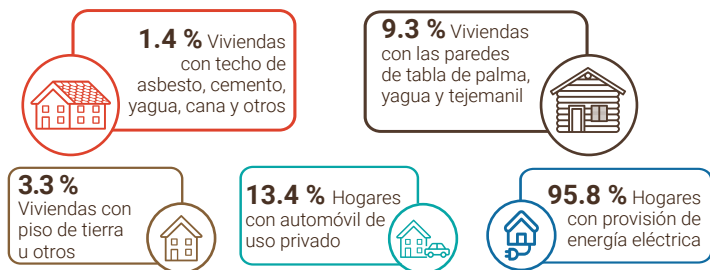 1.4 % Viviendas
con techo de
asbesto, cemento,
yagua, cana y otros
9.3 % Viviendas
con las paredes
de tabla de palma,
yagua y tejemanil
3.3 %
Viviendas con
piso de tierra
u otros
13.4 % Hogares
con automóvil de
uso privado
95.8 % Hogares
con provisión de
energía eléctrica